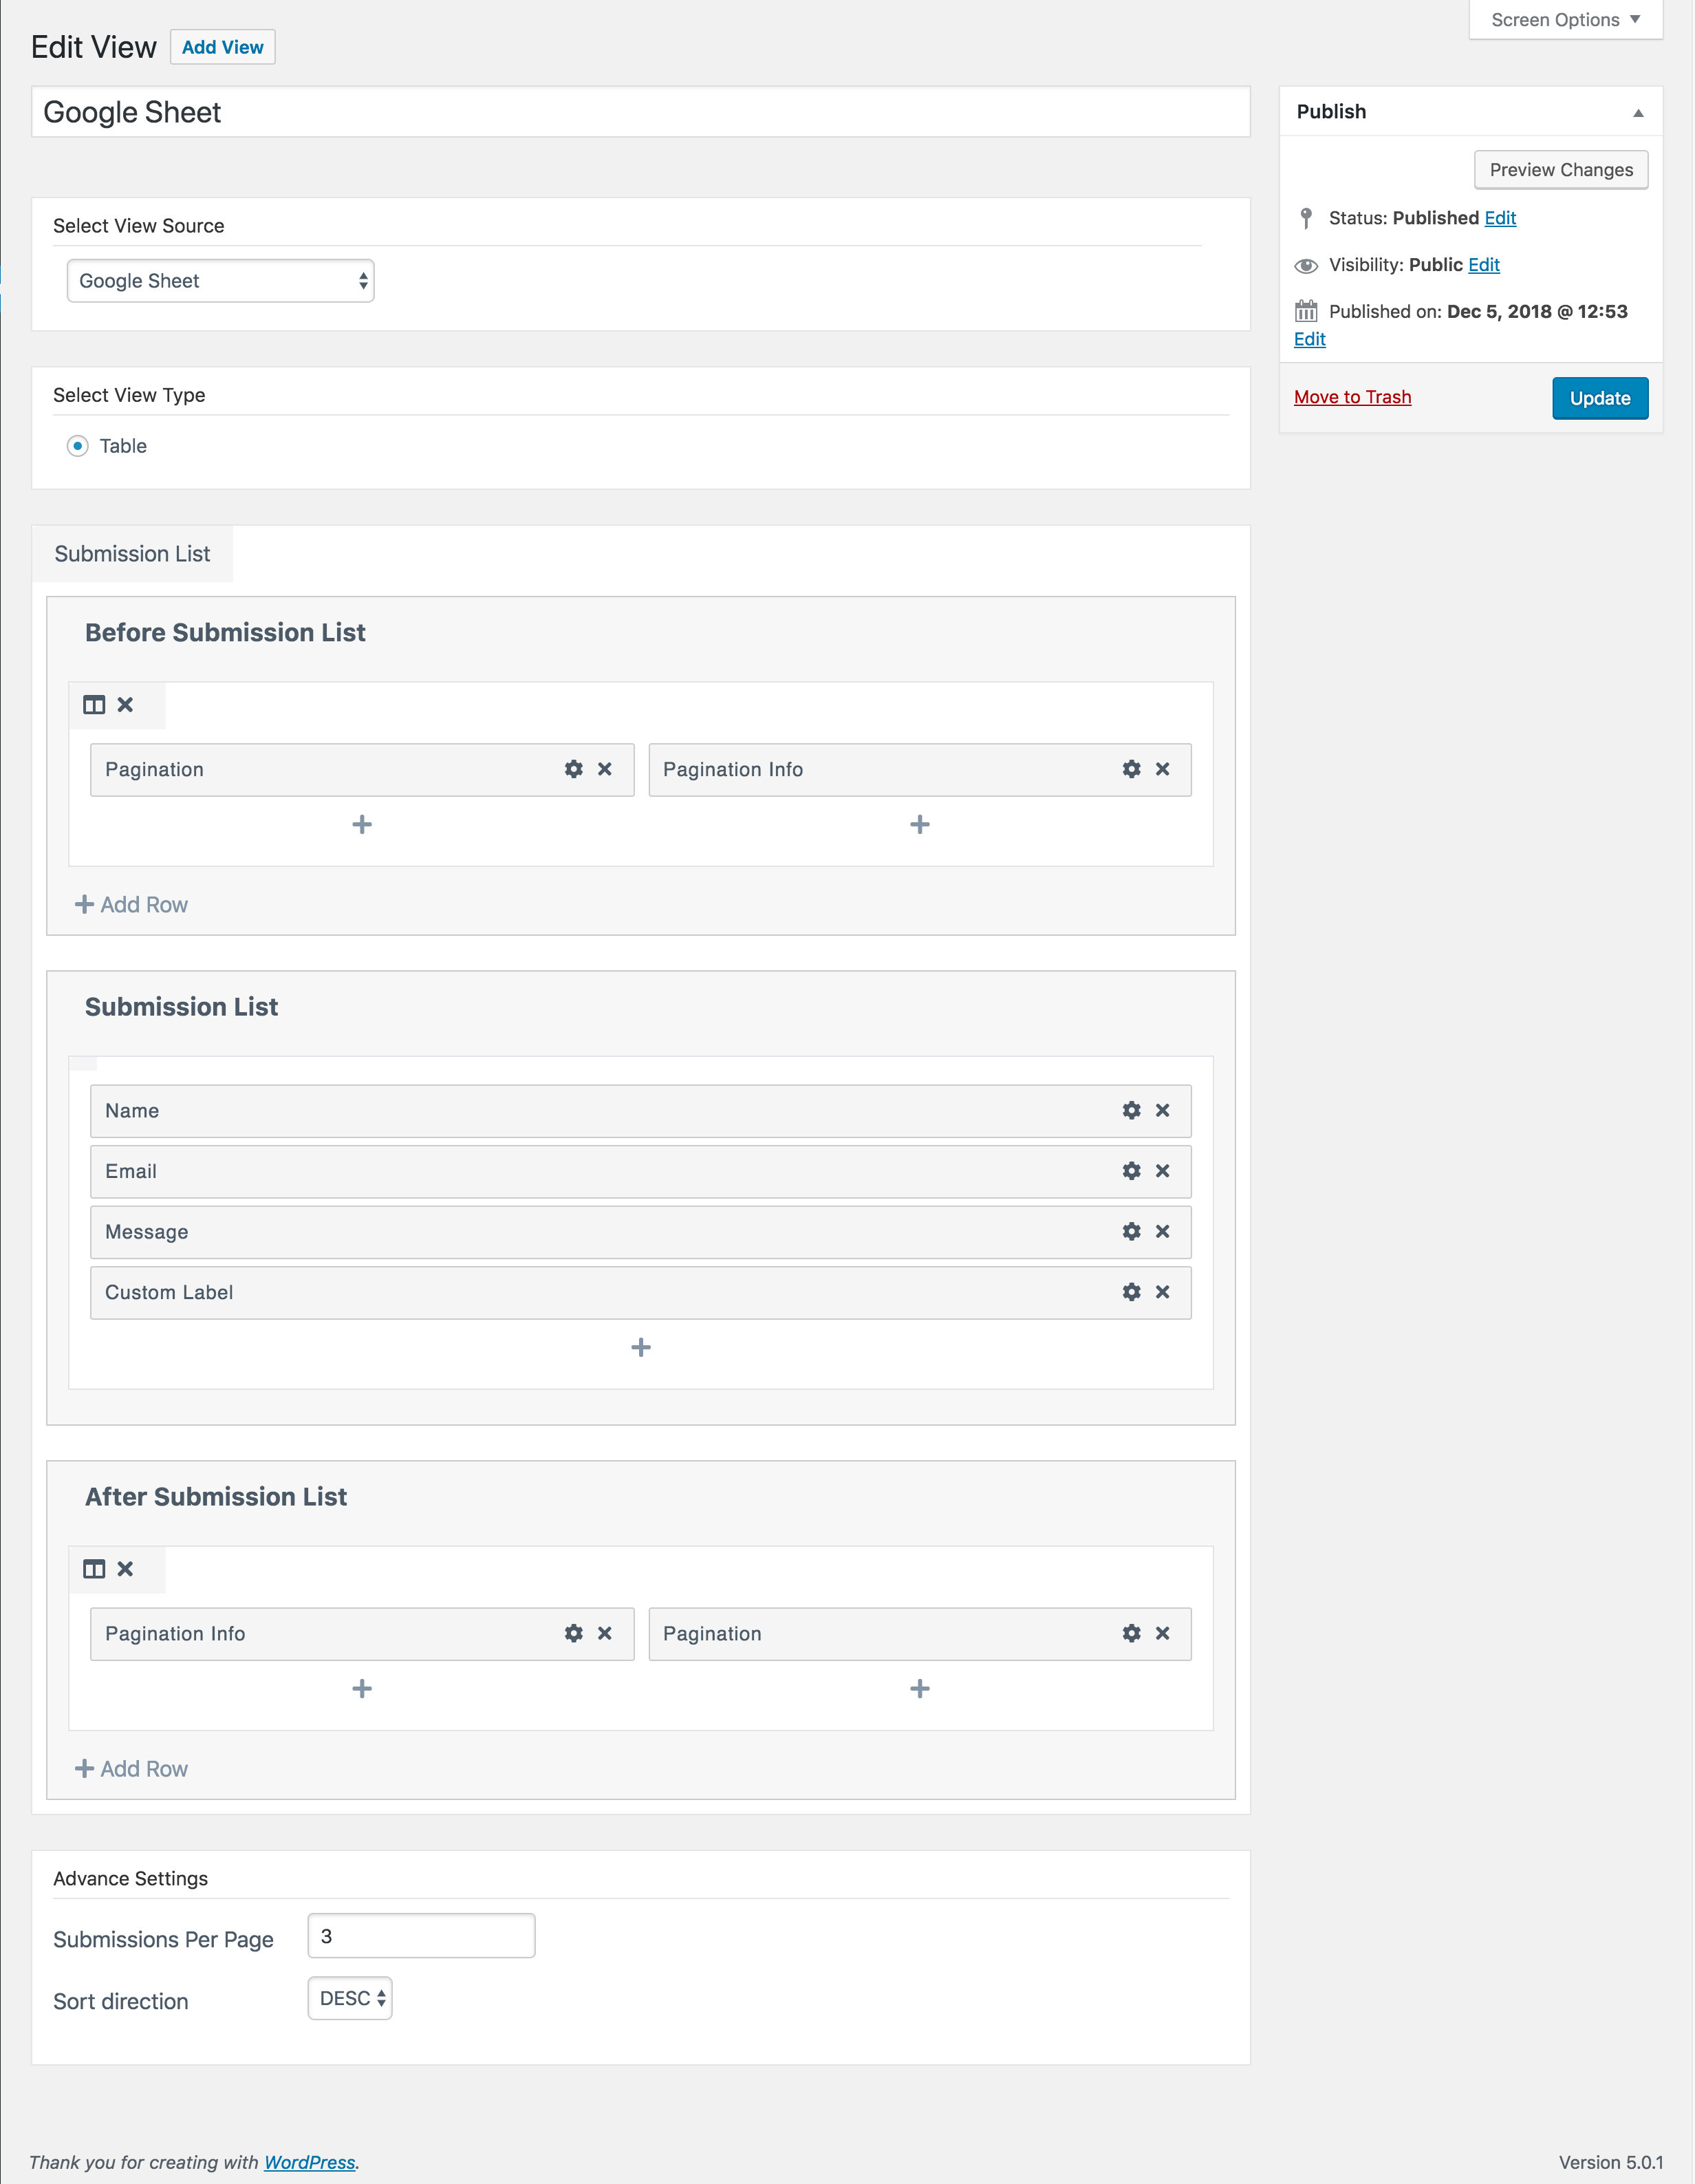 Screen Options
Edit View
Add View
Google Sheet
Select View Source
Google Sheet
Select View Type
Table
Submission List
Before Submission List
Pagination
Pagination Info
Add Row
Submission List
Name
Email
Message
Custom Label
After Submission List
Pagination Info
Pagination
Add Row
Advance Settings
Submissions Per Page 3
Sort direction DESC
Publish
Preview Changes
Status: Published Edit
Visibility: Public Edit
Published on: Dec 5, 2018 @ 12:53
Edit
Move to Trash
Update
Thank you for creating with WordPress.
Version 5.0.1